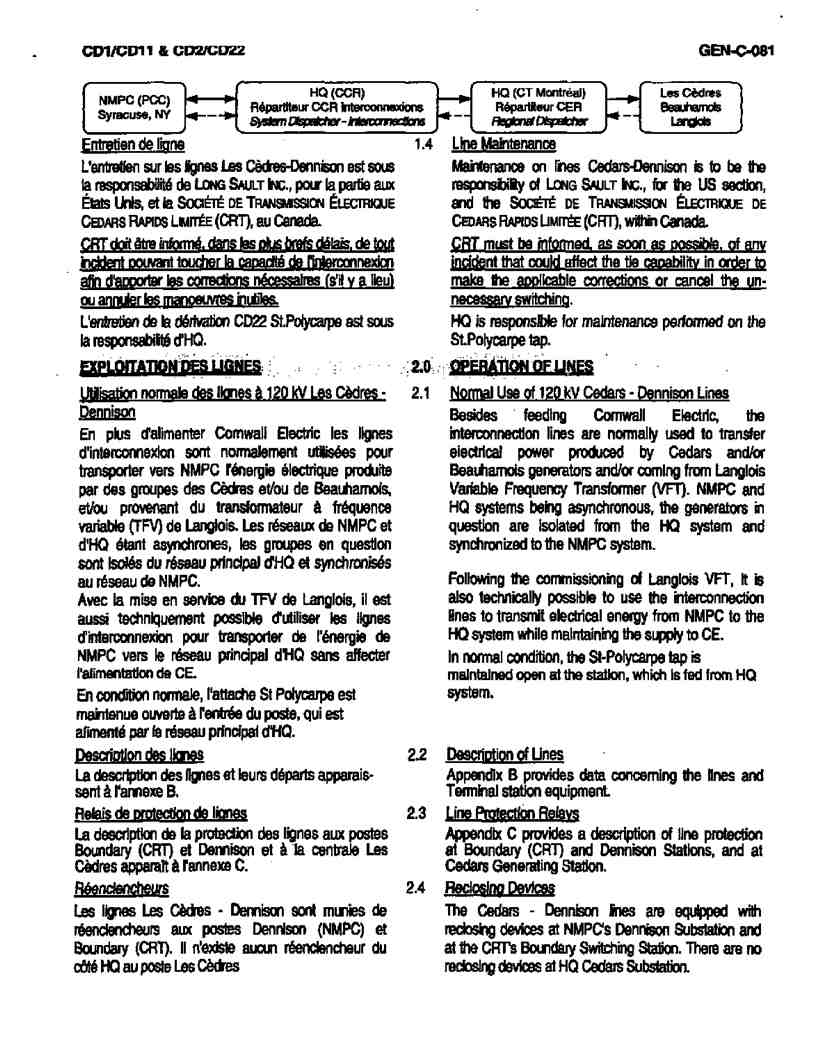 CD1/CD11 & CD2/CD22
GEN-C-081
NMPC (PCC)
Syracuse, NY
HQ (CCR)
Répartiteur CCR Interconnexions
System Dispatcher - Interconnections
HQ (CT Montréal)
Répartiteur CER
Regional Dispatcher
Les Cèdres
Beauharnois
Langlois
Entretien de ligne
L'entretien sur les lignes Les Cèdres-Dennison est sous
la responsabilité de LONG SAULT INC., pour la partie aux
États Unis, et la SOCIÉTÉ DE TRANSMISSION ÉLECTRIQUE
CEDARS RAPIDS LIMITÉE (CRT), au Canada.
CRT doit être informé, dans les plus brefs délais, de tout
incident pouvant toucher la capacité de l'interconnexion
afin d'apporter les corrections nécessaires (s'il y a lieu)
ou annuler les manoeuvres inutiles.
L'entretien de la dérivation CD22 St.Polycarpe est sous
la responsabilité d'HQ.
1.4 Line Maintenance
Maintenance on lines Cedars-Dennison is to be the
responsibility of LONG SAULT INC., for the US section,
and the SOCIÉTÉ DE TRANSMISSION ÉLECTRIQUE DE
CEDARS RAPIDS LIMITÉE (CRT), within Canada.
CRT must be informed, as soon as possible, of any
incident that could affect the tie capability in order to
make the applicable corrections or cancel the un-
necessary switching.
HQ is responsible for maintenance performed on the
St.Polycarpe tap.
EXPLOITATION DES LIGNES
2.0 OPERATION OF LINES
Utilisation normale des lignes à 120 kV Les Cèdres -
Dennison
En plus d'alimenter Cornwall Electric les lignes
d'interconnexion sont normalement utilisées pour
transporter vers NMPC l'énergie électrique produite
par des groupes des Cèdres et/ou de Beauharnois,
et/ou provenant du transformateur à fréquence
variable (TFV) de Langlois. Les réseaux de NMPC et
d'HQ étant asynchrones, les groupes en question
sont isolés du réseau principal d'HQ et synchronisés
au réseau de NMPC.
Avec la mise en service du TFV de Langlois, il est
aussi techniquement possible d'utiliser les lignes
d'interconnexion pour transporter de l'énergie de
NMPC vers le réseau principal d'HQ sans affecter
l'alimentation de CE.
En condition normale, l'attache St Polycarpe est
maintenue ouverte à l'entrée du poste, qui est
alimenté par le réseau principal d'HQ.
2.1 Normal Use of 120 kV Cedars - Dennison Lines
Besides feeding Cornwall Electric, the
interconnection lines are normally used to transfer
electrical power produced by Cedars and/or
Beauharnois generators and/or coming from Langlois
Variable Frequency Transformer (VFT). NMPC and
HQ systems being asynchronous, the generators in
question are isolated from the HQ system and
synchronized to the NMPC system.
Following the commissioning of Langlois VFT, it is
also technically possible to use the interconnection
lines to transmit electrical energy from NMPC to the
HQ system while maintaining the supply to CE.
In normal condition, the St-Polycarpe tap is
maintained open at the station, which is fed from HQ
system.
Description des lignes
La description des lignes et leurs départs apparais-
sent à l'annexe B.
2.2 Description of Lines
Appendix B provides data concerning the lines and
Terminal station equipment.
Relais de protection de lignes
La description de la protection des lignes aux postes
Boundary (CRT) et Dennison et à la centrale Les
Cèdres apparaît à l'annexe C.
2.3 Line Protection Relays
Appendix C provides a description of line protection
at Boundary (CRT) and Dennison Stations, and at
Cedars Generating Station.
Réenclencheurs
Les lignes Les Cèdres - Dennison sont munies de
réenclencheurs aux postes Dennison (NMPC) et
Boundary (CRT). Il n'existe aucun réenclencheur du
côté HQ au poste Les Cèdres
2.4 Reclosing Devices
The Cedars - Dennison lines are equipped with
reclosing devices at NMPC's Dennison Substation and
at the CRT's Boundary Switching Station. There are no
reclosing devices at HQ Cedars Substation.